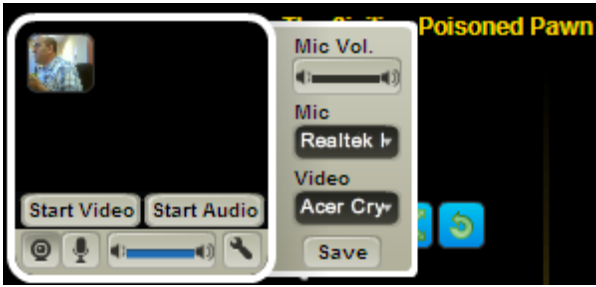 Poisoned Pawn
Mic Vol.
Mic
Realtek
Video
Acer Cry
Start Video
Start Audio
Save